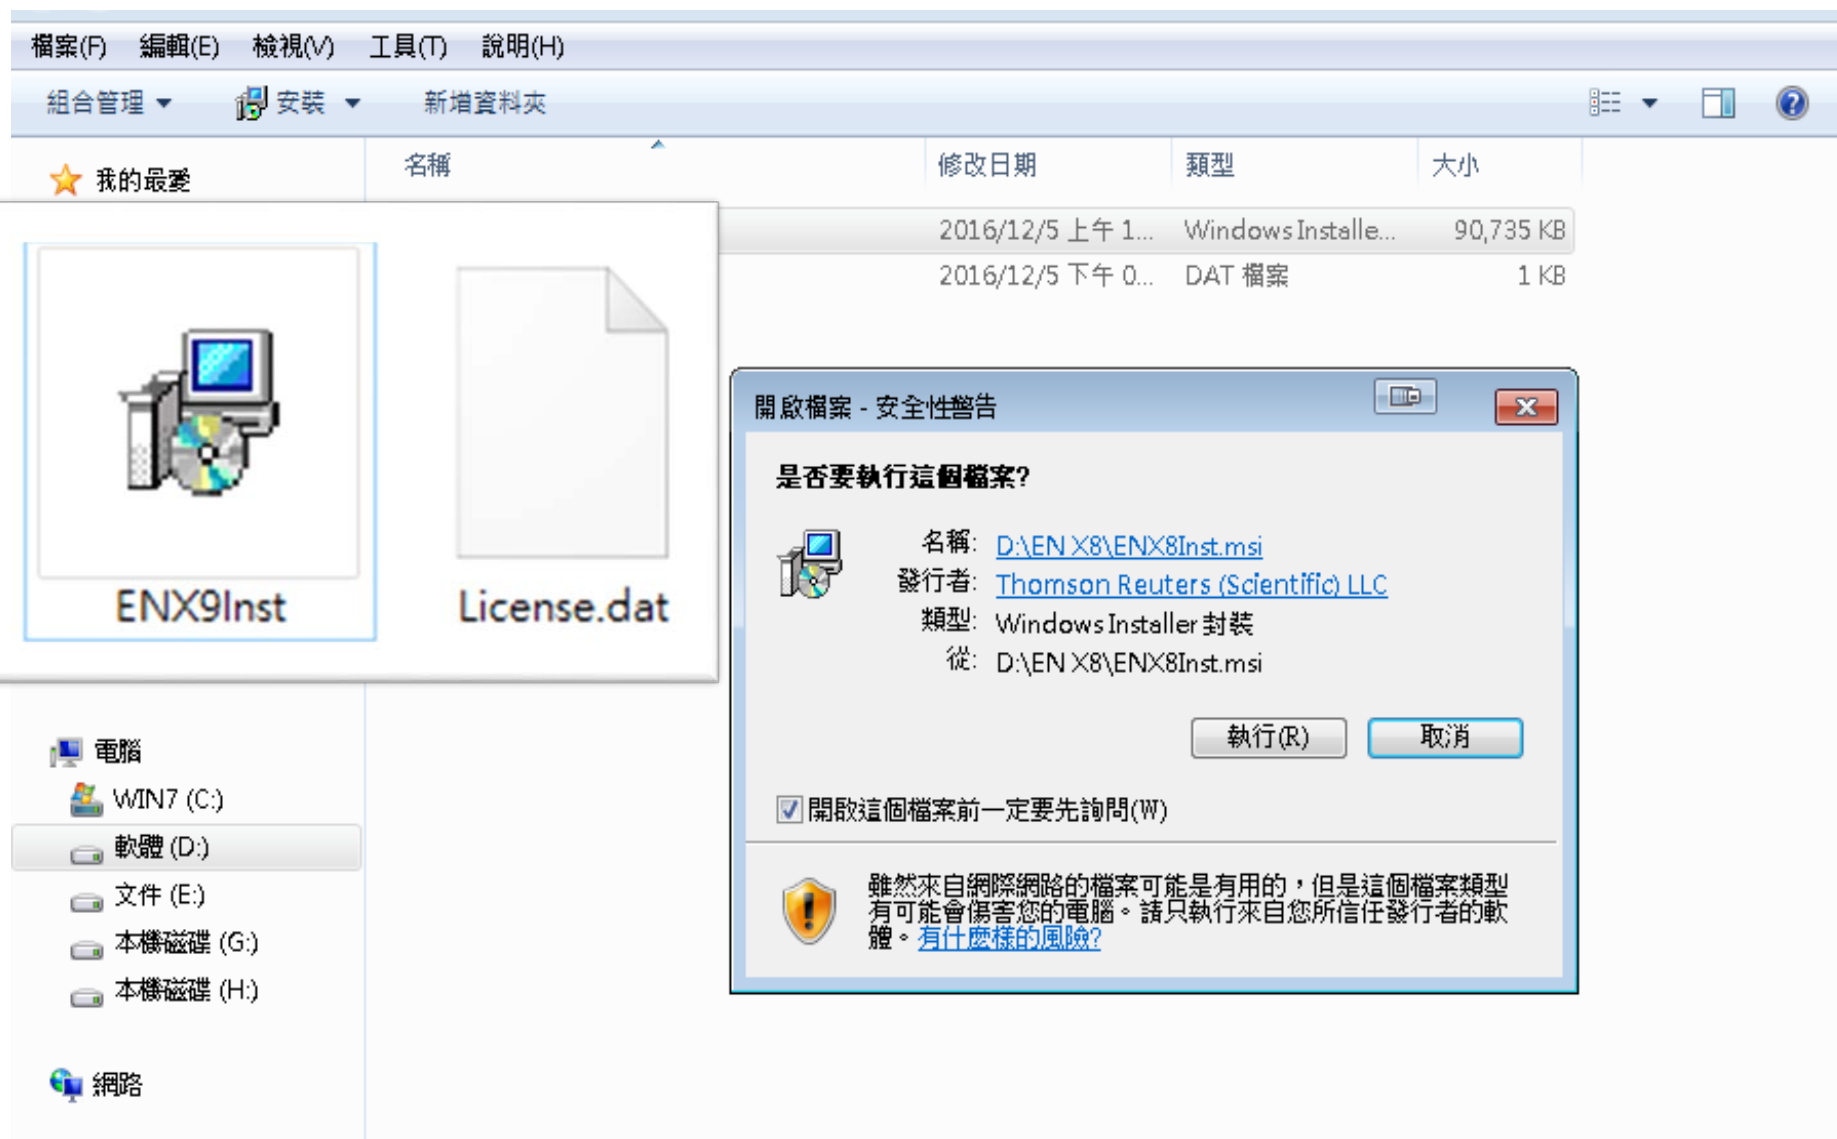 檔案(F) 編輯(E) 檢視(V) 工具(T) 說明(H)
組合管理 安裝 新增資料夾
名稱 修改日期 類型 大小
我的最愛
2016/12/5 上午 1... Windows Installe... 90,735 KB
2016/12/5 下午 0... DAT 檔案 1 KB
ENX9Inst License.dat
開啟檔案 - 安全性警告
是否要執行這個檔案?
名稱: D:\EN X8\ENX8Inst.msi
發行者: Thomson Reuters (Scientific) LLC
類型: Windows Installer 封裝
從: D:\EN X8\ENX8Inst.msi
執行(R) 取消
開啟這個檔案前一定要先詢問(W)
雖然來自網際網路的檔案可能是有用的，但是這個檔案類型
有可能會傷害您的電腦。請只執行來自您所信任發行者的軟
體。有什麼樣的風險?
電腦
WIN7 (C:)
軟體 (D:)
文件 (E:)
本機磁碟 (G:)
本機磁碟 (H:)
網路